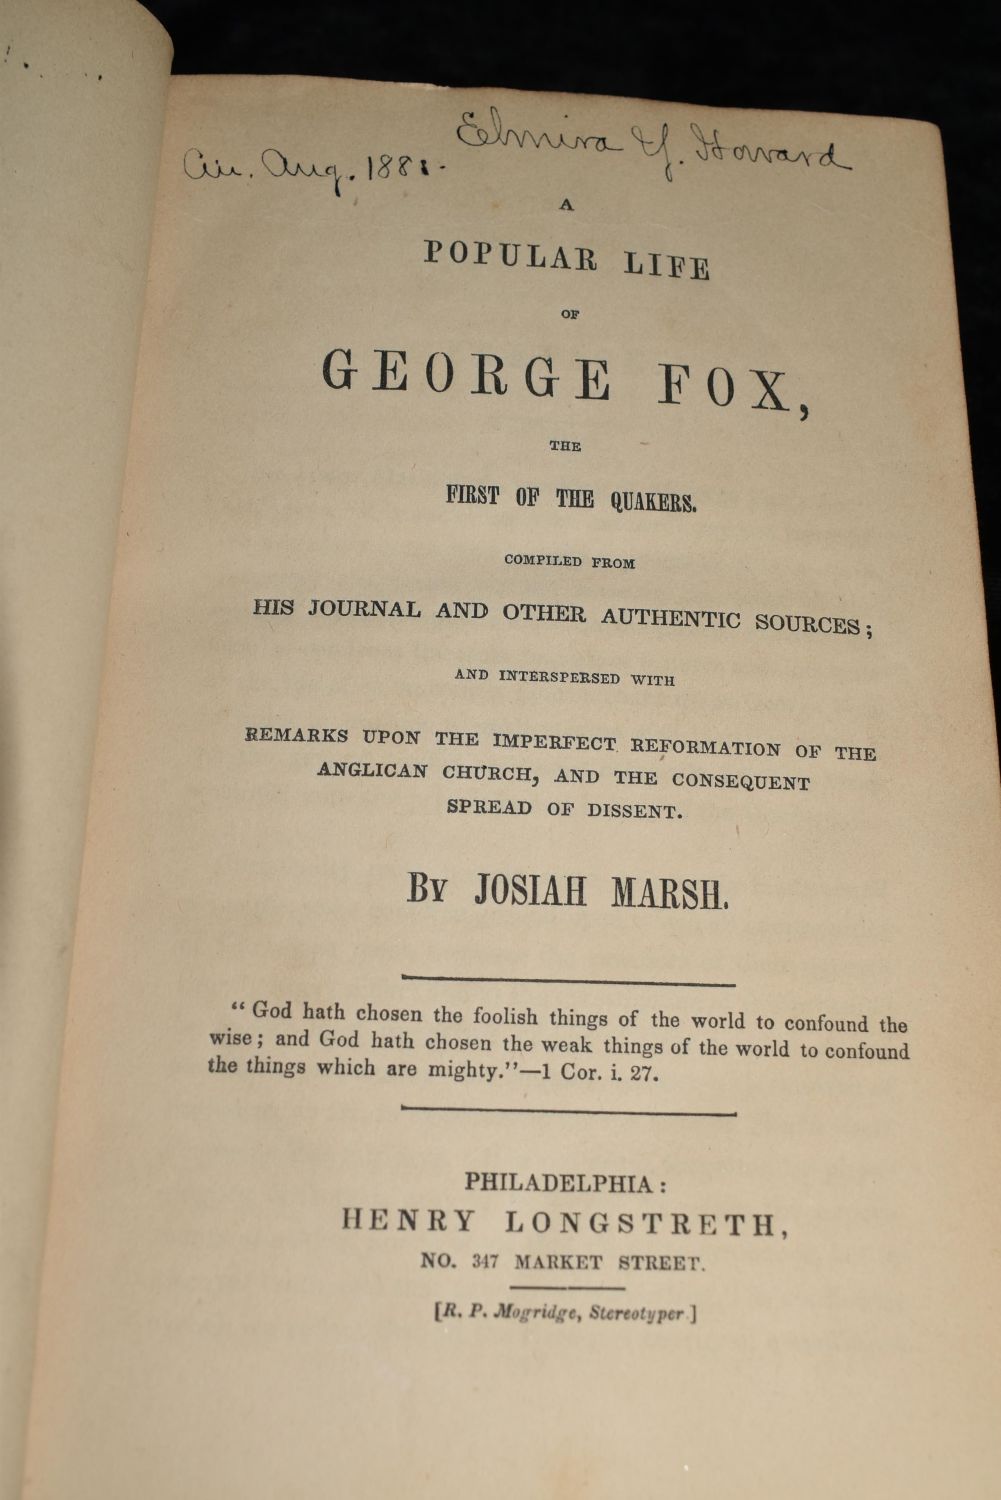 Elmira Y. Howard
Cin. Aug. 1881.
A
POPULAR LIFE
OF
GEORGE FOX,
THE
FIRST OF THE QUAKERS.
COMPILED FROM
HIS JOURNAL AND OTHER AUTHENTIC SOURCES;
AND INTERSPERSED WITH
REMARKS UPON THE IMPERFECT REFORMATION OF THE
ANGLICAN CHURCH, AND THE CONSEQUENT
SPREAD OF DISSENT.
BY JOSIAH MARSH.
“God hath chosen the foolish things of the world to confound the
wise; and God hath chosen the weak things of the world to confound
the things which are mighty.”—1 Cor. i. 27.
PHILADELPHIA:
HENRY LONGSTRETH,
NO. 347 MARKET STREET.
[R. P. Mogridge, Stereotyper.]